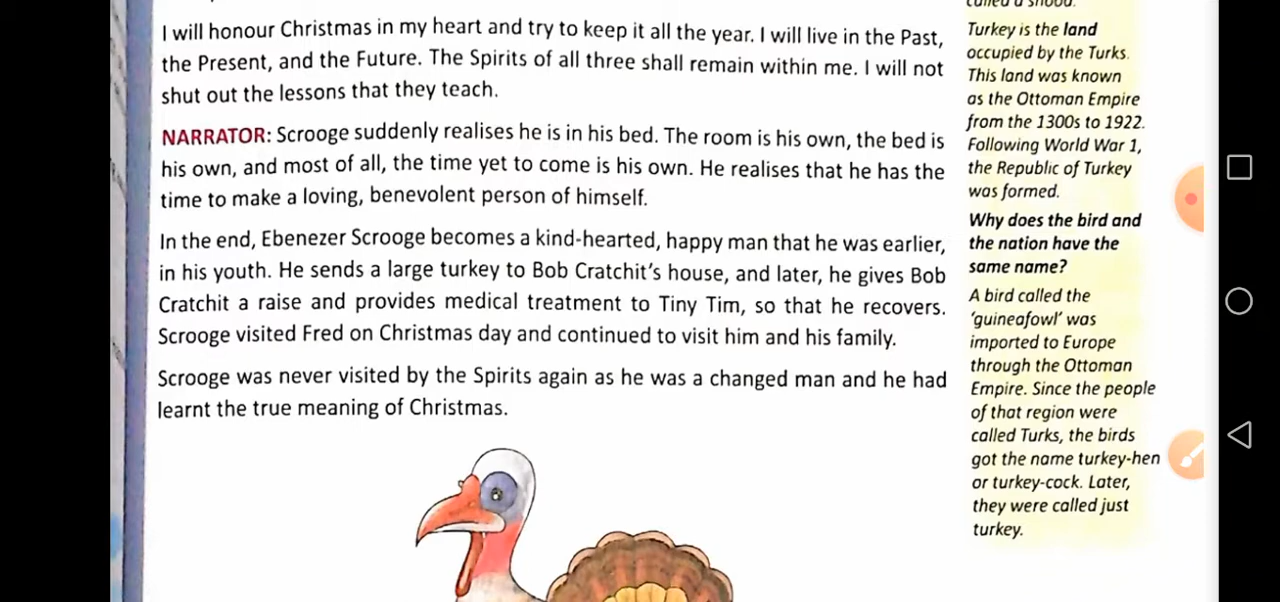 I will honour Christmas in my heart and try to keep it all the year. I will live in the Past,
the Present, and the Future. The Spirits of all three shall remain within me. I will not
shut out the lessons that they teach.
NARRATOR: Scrooge suddenly realises he is in his bed. The room is his own, the bed is
his own, and most of all, the time yet to come is his own. He realises that he has the
time to make a loving, benevolent person of himself.
In the end, Ebenezer Scrooge becomes a kind-hearted, happy man that he was earlier,
in his youth. He sends a large turkey to Bob Cratchit's house, and later, he gives Bob
Cratchit a raise and provides medical treatment to Tiny Tim, so that he recovers.
Scrooge visited Fred on Christmas day and continued to visit him and his family.
Scrooge was never visited by the Spirits again as he was a changed man and he had
learnt the true meaning of Christmas.
called a snood.
Turkey is the land
occupied by the Turks.
This land was known
as the Ottoman Empire
from the 1300s to 1922.
Following World War 1,
the Republic of Turkey
was formed.
Why does the bird and
the nation have the
same name?
A bird called the
'guineafowl' was
imported to Europe
through the Ottoman
Empire. Since the people
of that region were
called Turks, the birds
got the name turkey-hen
or turkey-cock. Later,
they were called just
turkey.